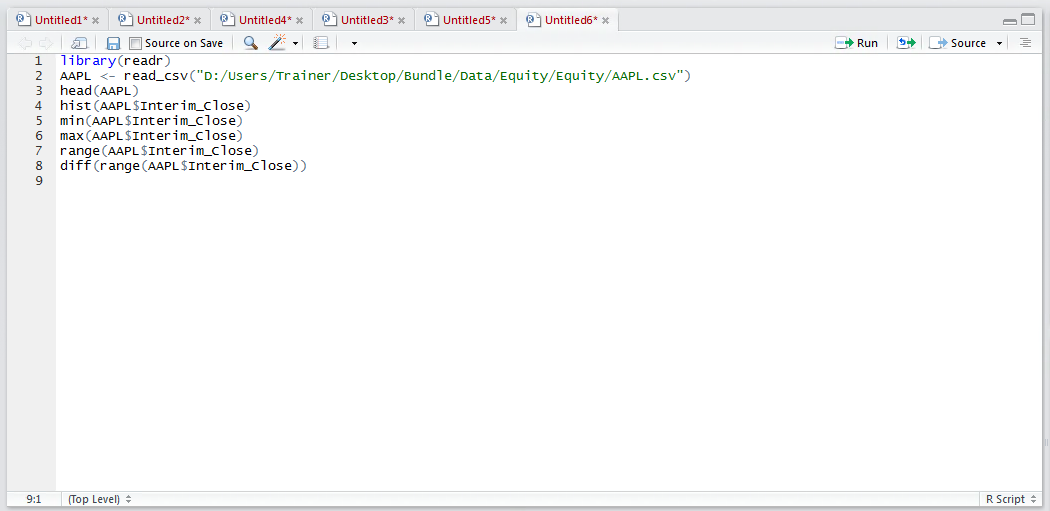 Untitled1* Untitled2* Untitled4* Untitled3* Untitled5* Untitled6*
Source on Save Run Source
1 library(readr)
2 AAPL <- read_csv("D:/Users/Trainer/Desktop/Bundle/Data/Equity/Equity/AAPL.csv")
3 head(AAPL)
4 hist(AAPL$Interim_Close)
5 min(AAPL$Interim_Close)
6 max(AAPL$Interim_Close)
7 range(AAPL$Interim_Close)
8 diff(range(AAPL$Interim_Close))
9
9:1 (Top Level) R Script